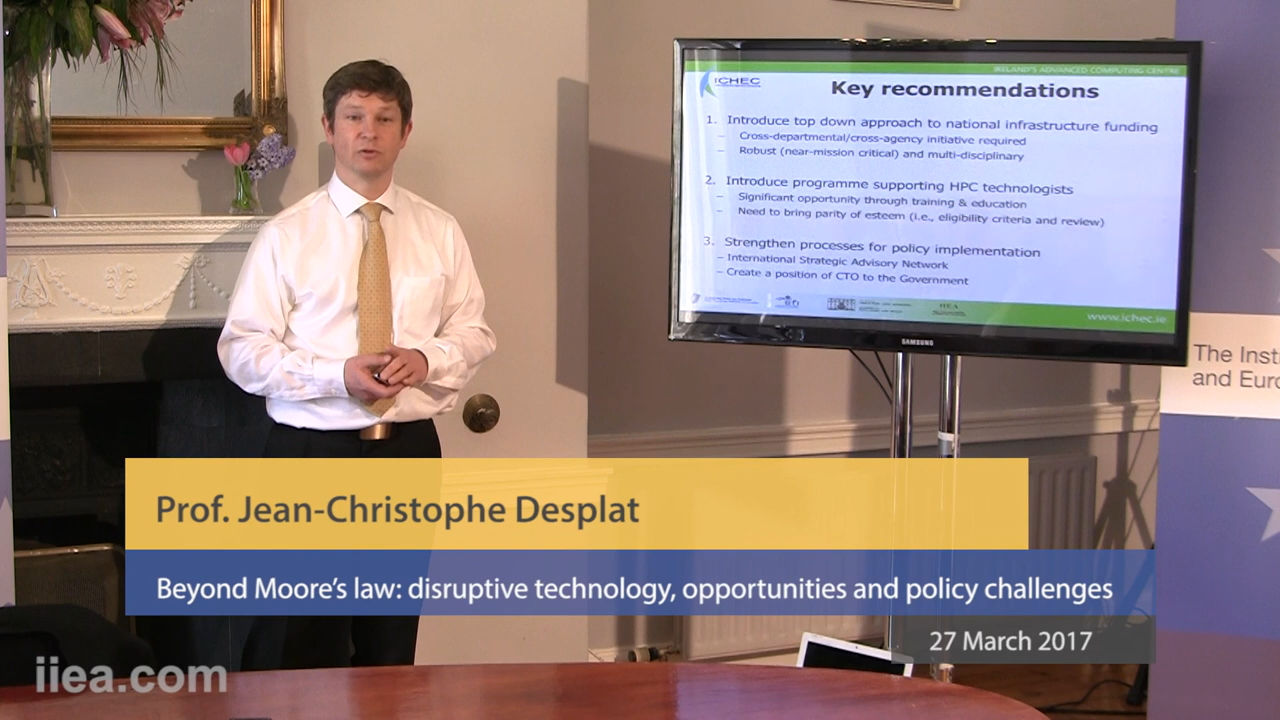 IRELAND'S ADVANCED COMPUTING CENTRE
ICHEC
Key recommendations
1. Introduce top down approach to national infrastructure funding
– Cross-departmental/cross-agency initiative required
– Robust (near-mission critical) and multi-disciplinary
2. Introduce programme supporting HPC technologists
– Significant opportunity through training & education
– Need to bring parity of esteem (i.e., eligibility criteria and review)
3. Strengthen processes for policy implementation
– International Strategic Advisory Network
– Create a position of CTO to the Government
HEA
www.ichec.ie
SAMSUNG
The Inst
and Euro
Prof. Jean-Christophe Desplat
Beyond Moore's law: disruptive technology, opportunities and policy challenges
27 March 2017
iiea.com